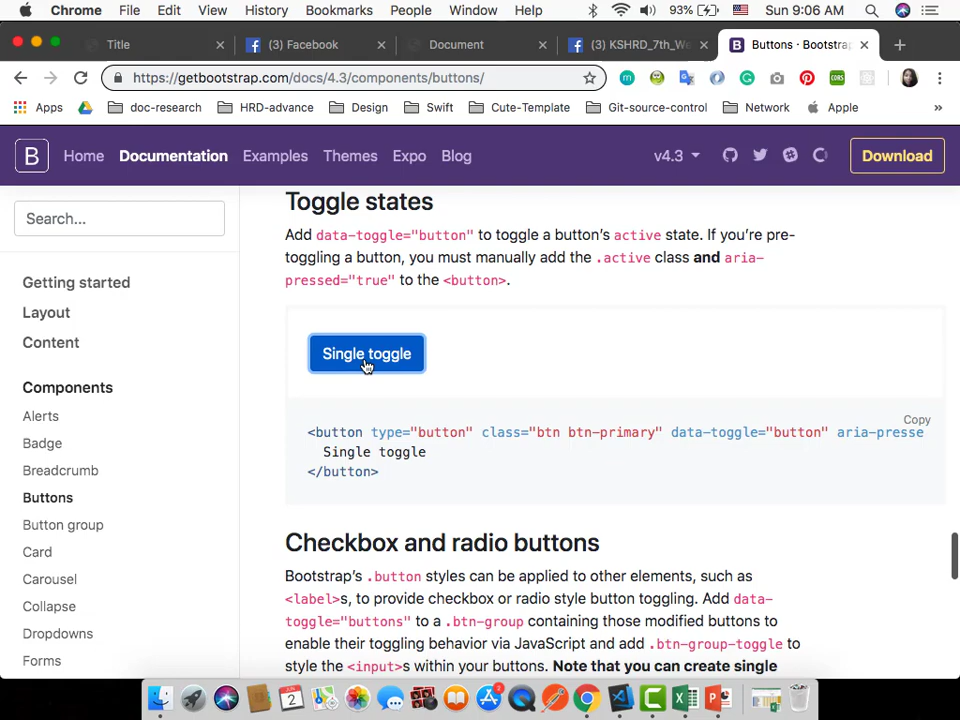 Chrome File Edit View History Bookmarks People Window Help 93% Sun 9:06 AM
Title (3) Facebook Document (3) KSHRD_7th_We Buttons · Bootstra
https://getbootstrap.com/docs/4.3/components/buttons/
Apps doc-research HRD-advance Design Swift Cute-Template Git-source-control Network Apple »
B Home Documentation Examples Themes Expo Blog v4.3 Download
Search...
Getting started
Layout
Content
Components
Alerts
Badge
Breadcrumb
Buttons
Button group
Card
Carousel
Collapse
Dropdowns
Forms
Toggle states
Add data-toggle="button" to toggle a button’s active state. If you’re pre-
toggling a button, you must manually add the .active class and aria-
pressed="true" to the <button>.
Single toggle
Copy
<button type="button" class="btn btn-primary" data-toggle="button" aria-presse
Single toggle
</button>
Checkbox and radio buttons
Bootstrap’s .button styles can be applied to other elements, such as
<label>s, to provide checkbox or radio style button toggling. Add data-
toggle="buttons" to a .btn-group containing those modified buttons to
enable their toggling behavior via JavaScript and add .btn-group-toggle to
style the <input>s within your buttons. Note that you can create single